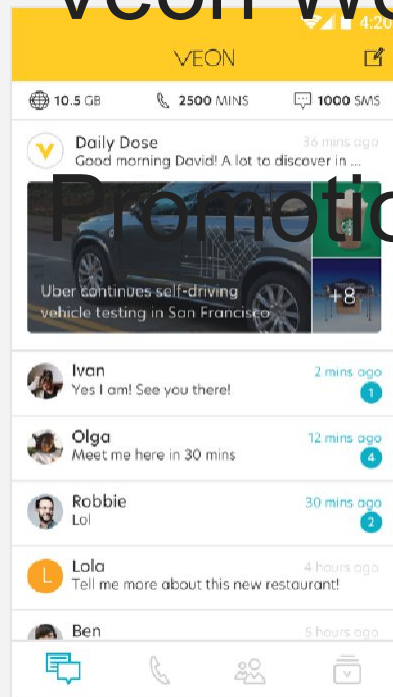 4:20
VEON
10.5 GB 2500 MINS 1000 SMS
Daily Dose 36 mins ago
Good morning David! A lot to discover in ...
Promotio
Uber continues self-driving
vehicle testing in San Francisco
+8
Ivan 2 mins ago
Yes I am! See you there! 1
Olga 12 mins ago
Meet me here in 30 mins 4
Robbie 30 mins ago
Lol 2
L
Lola 4 hours ago
Tell me more about this new restaurant!
Ben 5 hours ago